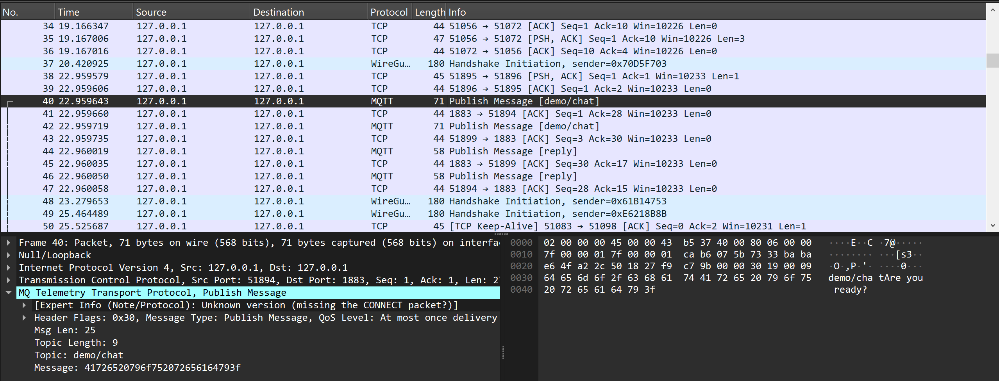 No. Time Source Destination Protocol Length Info
34 19.166347 127.0.0.1 127.0.0.1 TCP 44 51056 → 51072 [ACK] Seq=1 Ack=10 Win=10226 Len=0
35 19.167006 127.0.0.1 127.0.0.1 TCP 47 51056 → 51072 [PSH, ACK] Seq=1 Ack=10 Win=10226 Len=3
36 19.167016 127.0.0.1 127.0.0.1 TCP 44 51072 → 51056 [ACK] Seq=10 Ack=4 Win=10226 Len=0
37 20.420925 127.0.0.1 127.0.0.1 WireGu… 180 Handshake Initiation, sender=0x70D5F703
38 22.959579 127.0.0.1 127.0.0.1 TCP 45 51895 → 51896 [PSH, ACK] Seq=1 Ack=1 Win=10233 Len=1
39 22.959606 127.0.0.1 127.0.0.1 TCP 44 51896 → 51895 [ACK] Seq=1 Ack=2 Win=10233 Len=0
40 22.959643 127.0.0.1 127.0.0.1 MQTT 71 Publish Message [demo/chat]
41 22.959660 127.0.0.1 127.0.0.1 TCP 44 1883 → 51894 [ACK] Seq=1 Ack=28 Win=10233 Len=0
42 22.959719 127.0.0.1 127.0.0.1 MQTT 71 Publish Message [demo/chat]
43 22.959735 127.0.0.1 127.0.0.1 TCP 44 51899 → 1883 [ACK] Seq=3 Ack=30 Win=10233 Len=0
44 22.960019 127.0.0.1 127.0.0.1 MQTT 58 Publish Message [reply]
45 22.960035 127.0.0.1 127.0.0.1 TCP 44 1883 → 51899 [ACK] Seq=30 Ack=17 Win=10233 Len=0
46 22.960050 127.0.0.1 127.0.0.1 MQTT 58 Publish Message [reply]
47 22.960058 127.0.0.1 127.0.0.1 TCP 44 51894 → 1883 [ACK] Seq=28 Ack=15 Win=10233 Len=0
48 23.279653 127.0.0.1 127.0.0.1 WireGu… 180 Handshake Initiation, sender=0x61B14753
49 25.464489 127.0.0.1 127.0.0.1 WireGu… 180 Handshake Initiation, sender=0xE6218B8B
50 25.525687 127.0.0.1 127.0.0.1 TCP 45 [TCP Keep-Alive] 51083 → 51098 [ACK] Seq=0 Ack=2 Win=10231 Len=1
Frame 40: Packet, 71 bytes on wire (568 bits), 71 bytes captured (568 bits) on interfa
Null/Loopback
Internet Protocol Version 4, Src: 127.0.0.1, Dst: 127.0.0.1
Transmission Control Protocol, Src Port: 51894, Dst Port: 1883, Seq: 1, Ack: 1, Len: 27
MQ Telemetry Transport Protocol, Publish Message
[Expert Info (Note/Protocol): Unknown version (missing the CONNECT packet?)]
Header Flags: 0x30, Message Type: Publish Message, QoS Level: At most once delivery
Msg Len: 25
Topic Length: 9
Topic: demo/chat
Message: 41726520796f752072656164793f
0000 02 00 00 00 45 00 00 43 b5 37 40 00 80 06 00 00 ····E··C ·7@·····
0010 7f 00 00 01 7f 00 00 01 ca b6 07 5b 73 33 ba ba ········ ···[s3··
0020 e6 4f a2 2c 50 18 27 f9 c7 9b 00 00 30 19 00 09 ·O·,P·'· ····0···
0030 64 65 6d 6f 2f 63 68 61 74 41 72 65 20 79 6f 75 demo/cha tAre you
0040 20 72 65 61 64 79 3f ready?